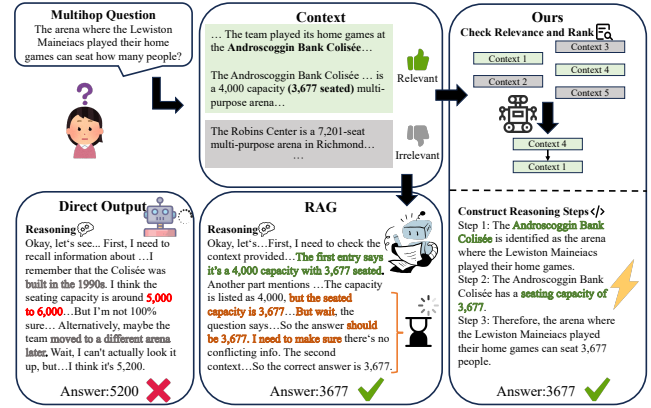 Multihop Question
The arena where the Lewiston
Maineiacs played their home
games can seat how many people?
Context
… The team played its home games at
the Androscoggin Bank Colisée…
The Androscoggin Bank Colisée … is
a 4,000 capacity (3,677 seated) multi-
purpose arena…
Relevant
The Robins Center is a 7,201-seat
multi-purpose arena in Richmond…
…
Irrelevant
Ours
Check Relevance and Rank
Context 3
Context 1
Context 4
Context 2
Context 5
Context 4
Context 1
Direct Output
Reasoning
Okay, let's see... First, I need to
recall information about …I
remember that the Colisée was
built in the 1990s. I think the
seating capacity is around 5,000
to 6,000…But I'm not 100%
sure… Alternatively, maybe the
team moved to a different arena
later. Wait, I can't actually look it
up, but…I think it's 5,200.
Answer:5200
RAG
Reasoning
Okay, let's…First, I need to check the
context provided…The first entry says
it's a 4,000 capacity with 3,677 seated.
Another part mentions …The capacity
is listed as 4,000, but the seated
capacity is 3,677…But wait, the
question says…So the answer should
be 3,677. I need to make sure there's no
conflicting info. The second
context…So the correct answer is 3,677.
Answer:3677
Construct Reasoning Steps
Step 1: The Androscoggin Bank
Colisée is identified as the arena
where the Lewiston Maineiacs
played their home games.
Step 2: The Androscoggin Bank
Colisée has a seating capacity of
3,677.
Step 3: Therefore, the arena where
the Lewiston Maineiacs played
their home games can seat 3,677
people.
Answer:3677